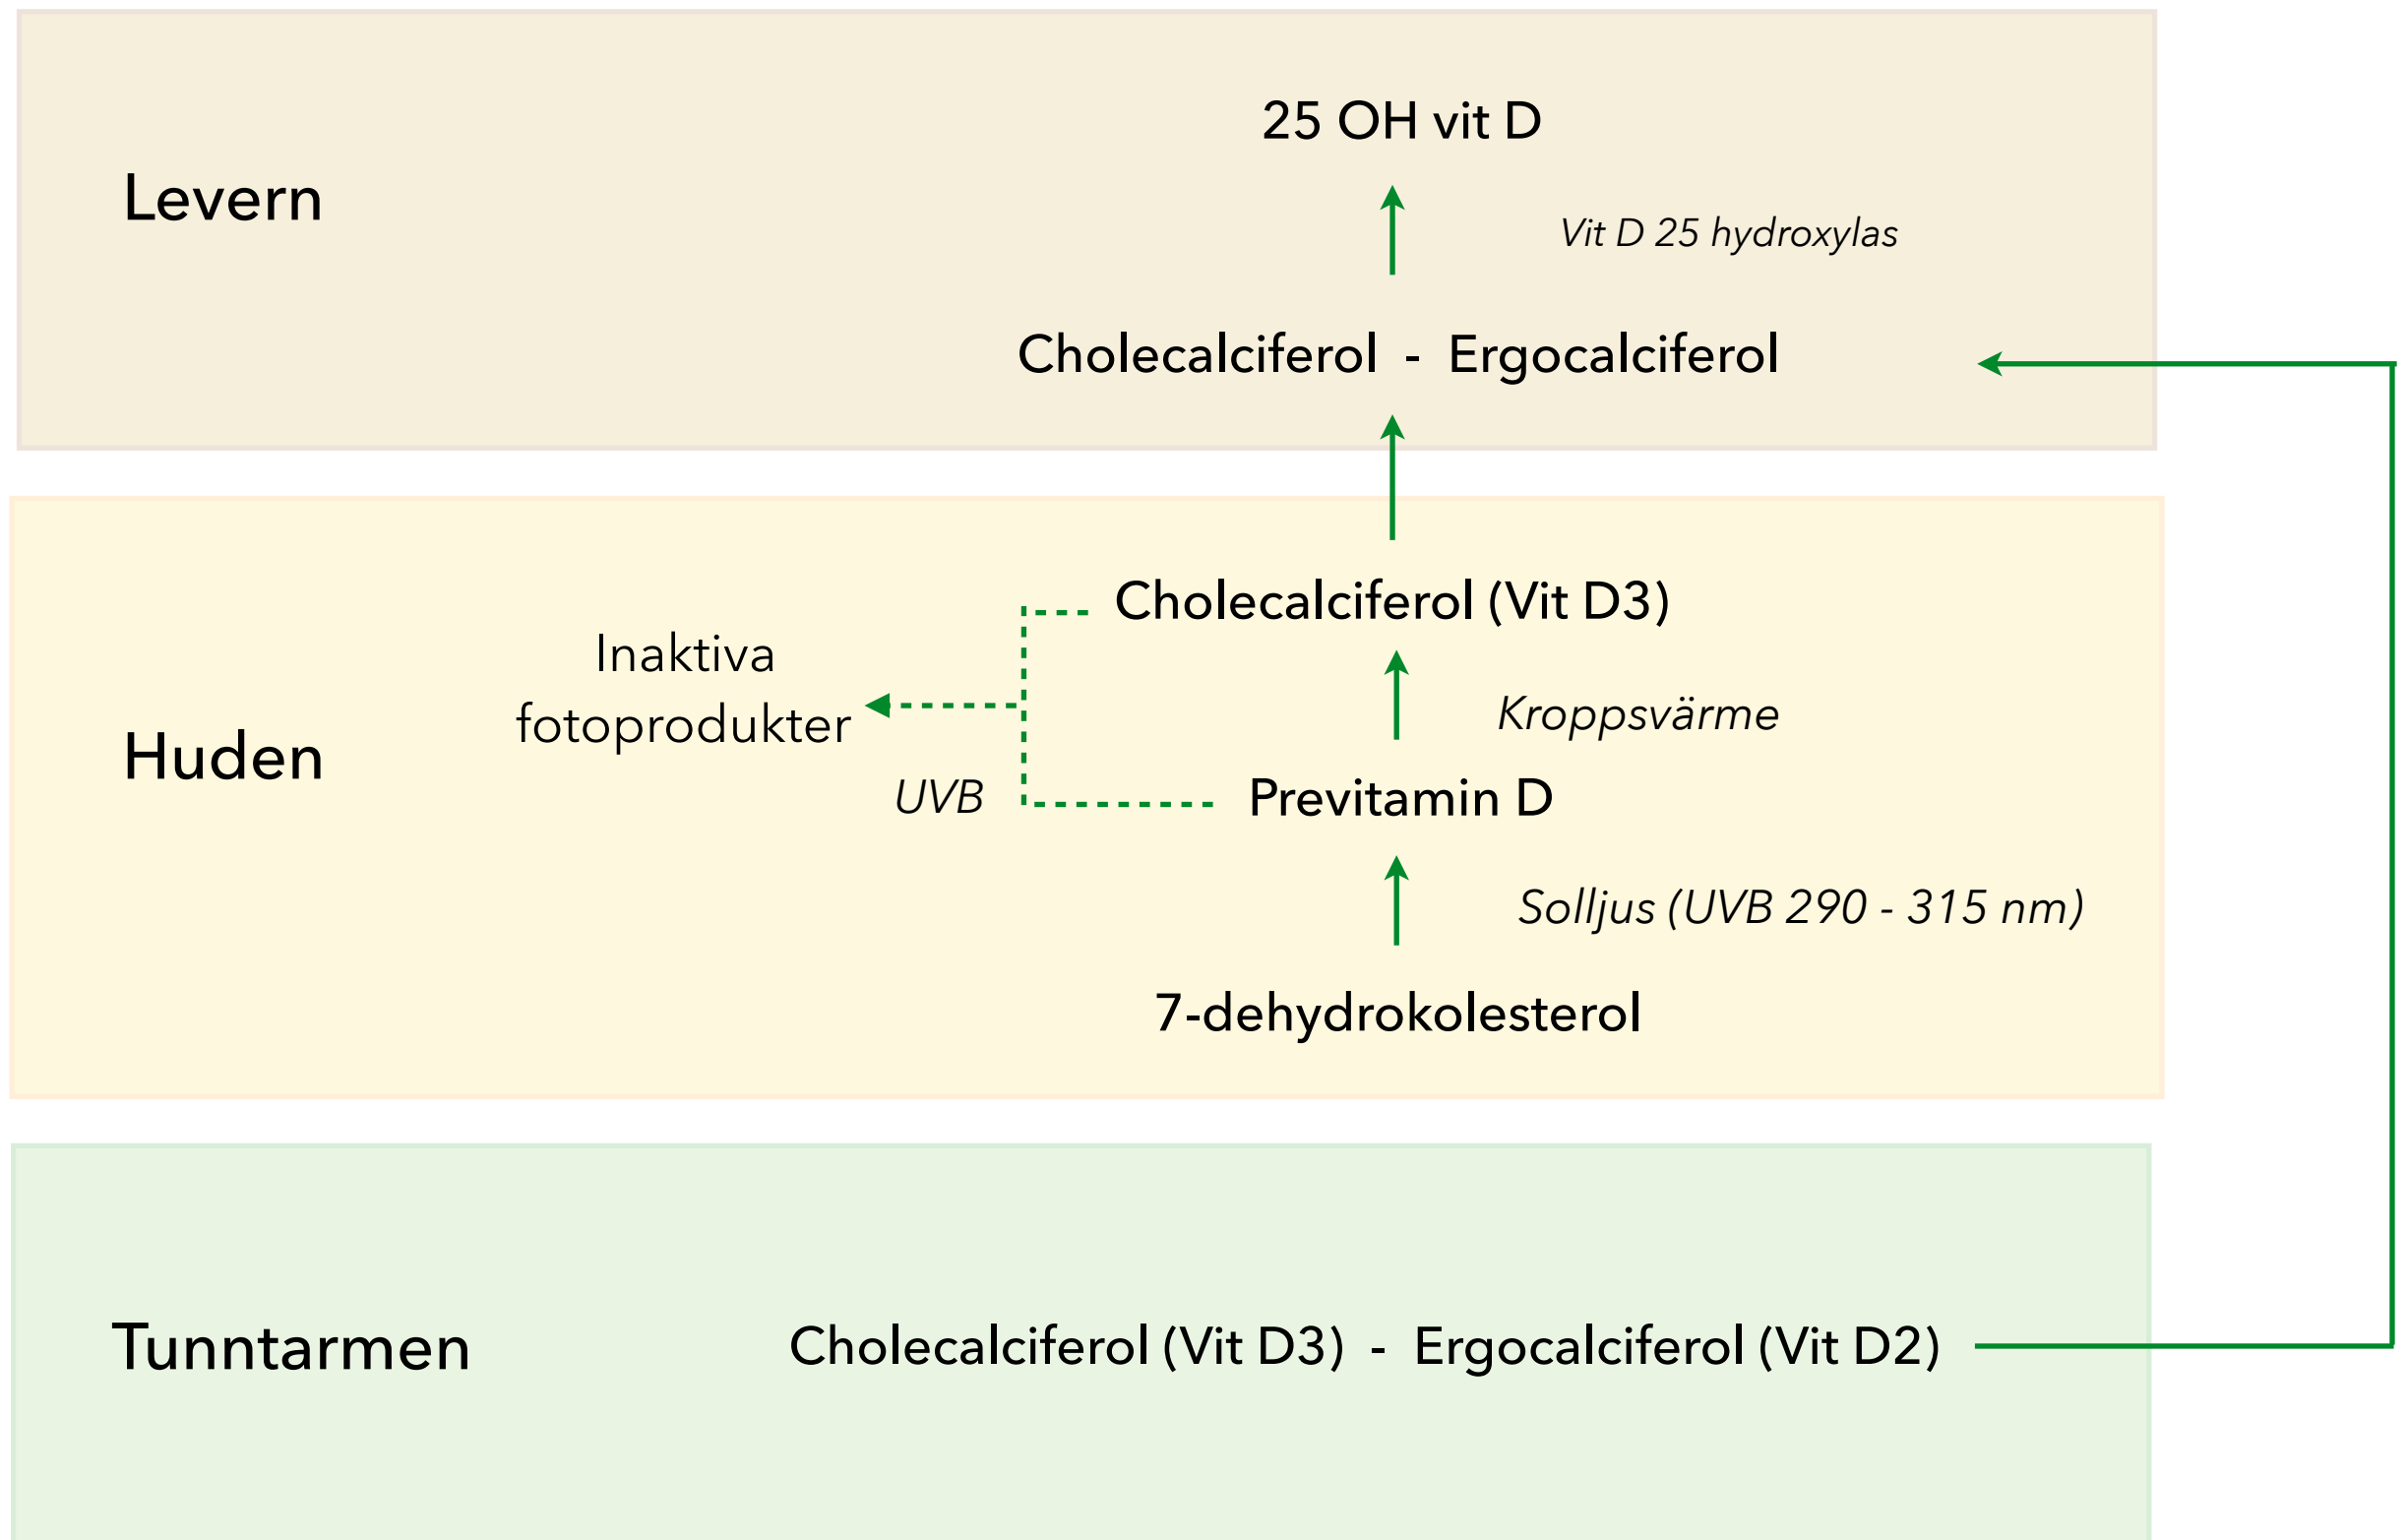 25 OH vit D
Levern
Vit D 25 hydroxylas
Cholecalciferol - Ergocalciferol
Cholecalciferol (Vit D3)
Inaktiva
fotoprodukter
Kroppsvärme
Huden
UVB
Previtamin D
Solljus (UVB 290 - 315 nm)
7-dehydrokolesterol
Tunntarmen
Cholecalciferol (Vit D3) - Ergocalciferol (Vit D2)